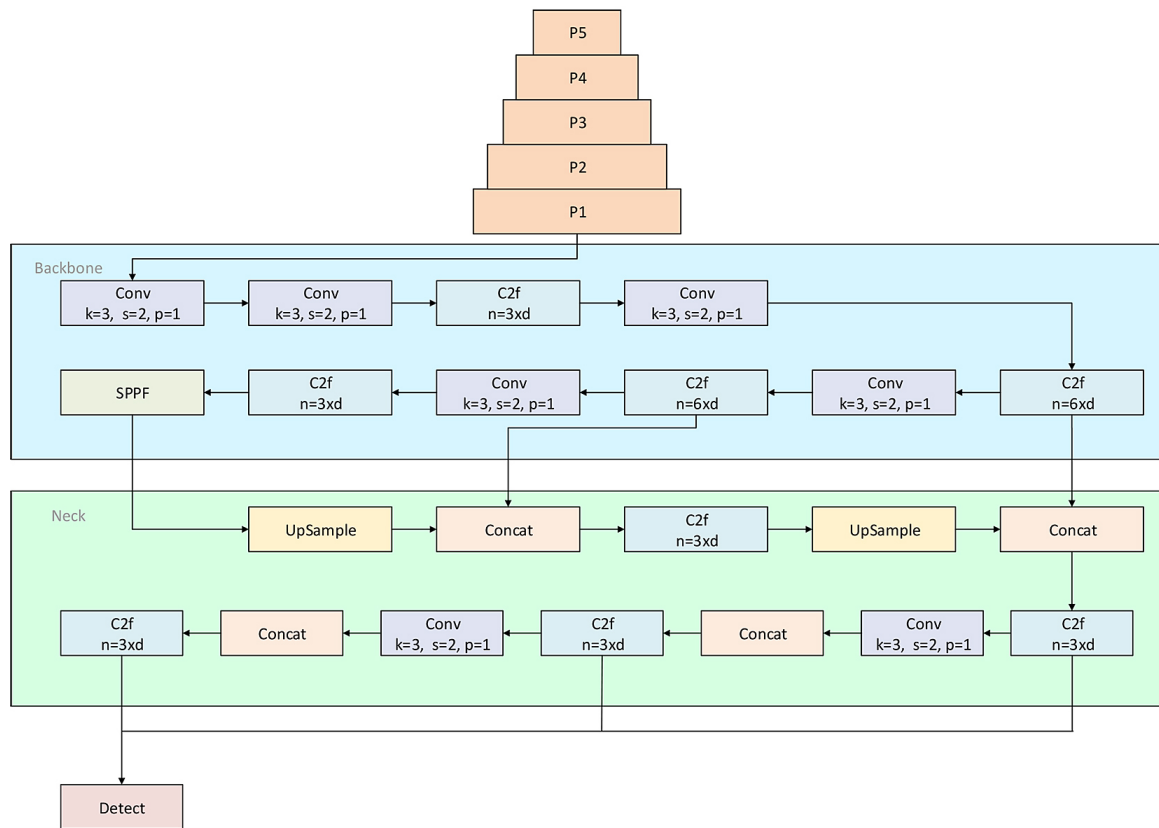 P5
P4
P3
P2
P1
Backbone
Conv
k=3,  s=2, p=1
Conv
k=3, s=2, p=1
C2f
n=3xd
Conv
k=3, s=2, p=1
SPPF
C2f
n=3xd
Conv
k=3, s=2, p=1
C2f
n=6xd
Conv
k=3, s=2, p=1
C2f
n=6xd
Neck
UpSample
Concat
C2f
n=3xd
UpSample
Concat
C2f
n=3xd
Concat
Conv
k=3,  s=2, p=1
C2f
n=3xd
Concat
Conv
k=3,  s=2, p=1
C2f
n=3xd
Detect